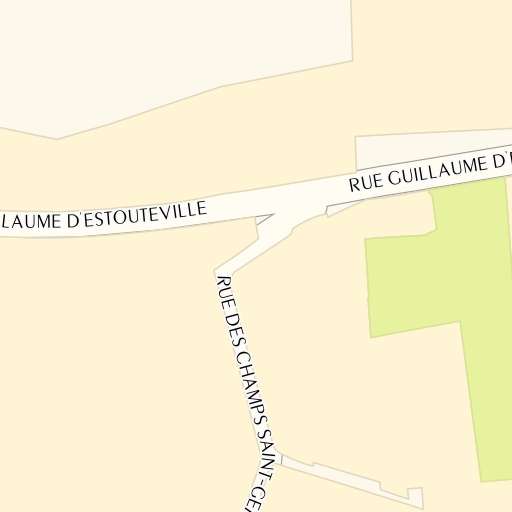 RUE GUILLAUME D'E
LAUME D'ESTOUTEVILLE
RUE DES CHAMPS SAINT-GE